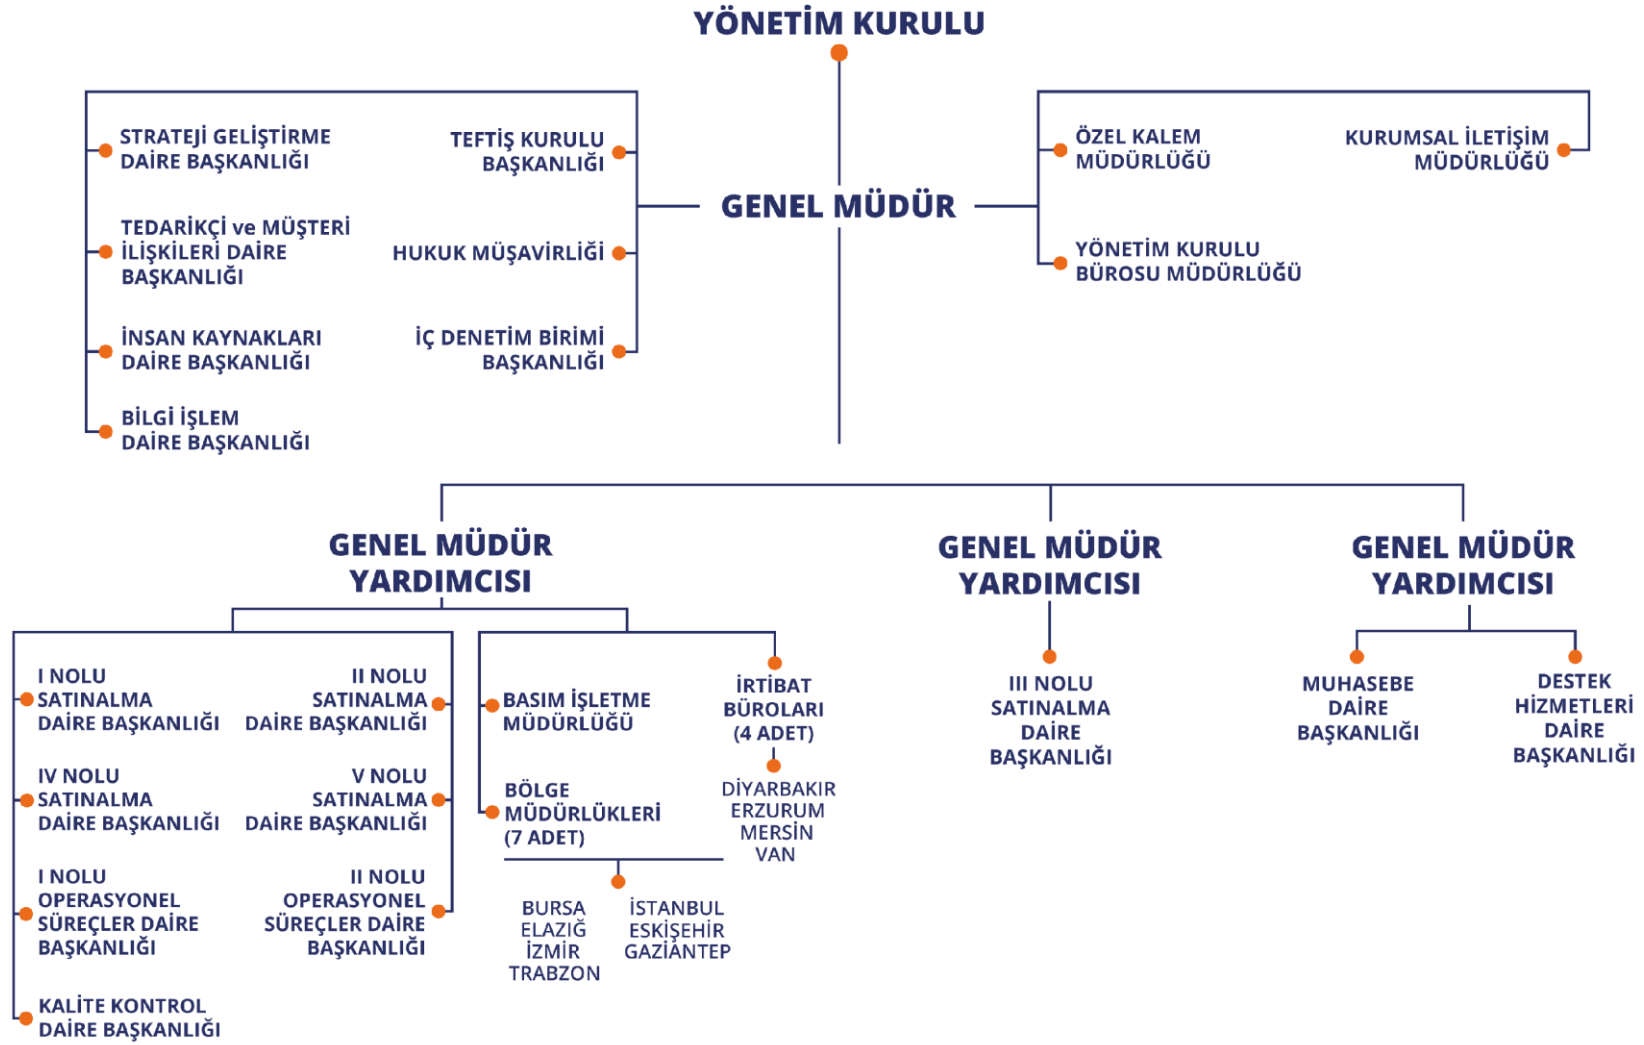 YÖNETİM KURULU
STRATEJİ GELİŞTİRME
DAİRE BAŞKANLIĞI
TEDARİKÇİ ve MÜŞTERİ
İLİŞKİLERİ DAİRE
BAŞKANLIĞI
İNSAN KAYNAKLARI
DAİRE BAŞKANLIĞI
BİLGİ İŞLEM
DAİRE BAŞKANLIĞI
TEFTİŞ KURULU
BAŞKANLIĞI
HUKUK MÜŞAVİRLİĞİ
İÇ DENETİM BİRİMİ
BAŞKANLIĞI
GENEL MÜDÜR
ÖZEL KALEM
MÜDÜRLÜĞÜ
YÖNETİM KURULU
BÜROSU MÜDÜRLÜĞÜ
KURUMSAL İLETİŞİM
MÜDÜRLÜĞÜ
GENEL MÜDÜR
YARDIMCISI
I NOLU
SATINALMA
DAİRE BAŞKANLIĞI
IV NOLU
SATINALMA
DAİRE BAŞKANLIĞI
I NOLU
OPERASYONEL
SÜREÇLER DAİRE
BAŞKANLIĞI
KALİTE KONTROL
DAİRE BAŞKANLIĞI
II NOLU
SATINALMA
DAİRE BAŞKANLIĞI
V NOLU
SATINALMA
DAİRE BAŞKANLIĞI
II NOLU
OPERASYONEL
SÜREÇLER DAİRE
BAŞKANLIĞI
BASIM İŞLETME
MÜDÜRLÜĞÜ
BÖLGE
MÜDÜRLÜKLERİ
(7 ADET)
BURSA
ELAZIĞ
İZMİR
TRABZON
İSTANBUL
ESKİŞEHİR
GAZİANTEP
İRTİBAT
BÜROLARI
(4 ADET)
DİYARBAKIR
ERZURUM
MERSİN
VAN
GENEL MÜDÜR
YARDIMCISI
III NOLU
SATINALMA
DAİRE
BAŞKANLIĞI
GENEL MÜDÜR
YARDIMCISI
MUHASEBE
DAİRE
BAŞKANLIĞI
DESTEK
HİZMETLERİ
DAİRE
BAŞKANLIĞI